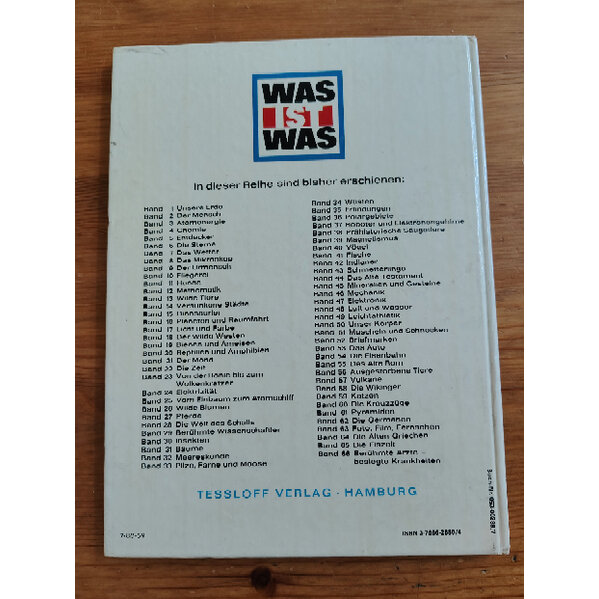 WAS
IST
WAS
In dieser Reihe sind bisher erschienen:
Band 1 Unsere Erde
Band 2 Der Mensch
Band 3 Atomenergie
Band 4 Chemie
Band 5 Entdecker
Band 6 Die Sterne
Band 7 Das Wetter
Band 8 Das Mikroskop
Band 9 Der Urmensch
Band 10 Fliegerei
Band 11 Hunde
Band 12 Mathematik
Band 13 Wilde Tiere
Band 14 Versunkene Städte
Band 15 Dinosaurier
Band 16 Planeten und Raumfahrt
Band 17 Licht und Farbe
Band 18 Der Wilde Westen
Band 19 Bienen und Ameisen
Band 20 Reptilien und Amphibien
Band 21 Der Mond
Band 22 Die Zeit
Band 23 Von der Höhle bis zum
Wolkenkratzer
Band 24 Elektrizität
Band 25 Vom Einbaum zum Atomschiff
Band 26 Wilde Blumen
Band 27 Pferde
Band 28 Die Welt des Schalls
Band 29 Berühmte Wissenschaftler
Band 30 Insekten
Band 31 Bäume
Band 32 Meereskunde
Band 33 Pilze, Farne und Moose
Band 34 Wüsten
Band 35 Erfindungen
Band 36 Polargebiete
Band 37 Roboter und Elektronengehirne
Band 38 Prähistorische Säugetiere
Band 39 Magnetismus
Band 40 Vögel
Band 41 Fische
Band 42 Indianer
Band 43 Schmetterlinge
Band 44 Das Alte Testament
Band 45 Mineralien und Gesteine
Band 46 Mechanik
Band 47 Elektronik
Band 48 Luft und Wasser
Band 49 Leichtathletik
Band 50 Unser Körper
Band 51 Muscheln und Schnecken
Band 52 Briefmarken
Band 53 Das Auto
Band 54 Die Eisenbahn
Band 55 Das Alte Rom
Band 56 Ausgestorbene Tiere
Band 57 Vulkane
Band 58 Die Wikinger
Band 59 Katzen
Band 60 Die Kreuzzüge
Band 61 Pyramiden
Band 62 Die Germanen
Band 63 Foto, Film, Fernsehen
Band 64 Die Alten Griechen
Band 65 Die Eiszeit
Band 66 Berühmte Ärzte –
besiegte Krankheiten
TESSLOFF VERLAG · HAMBURG